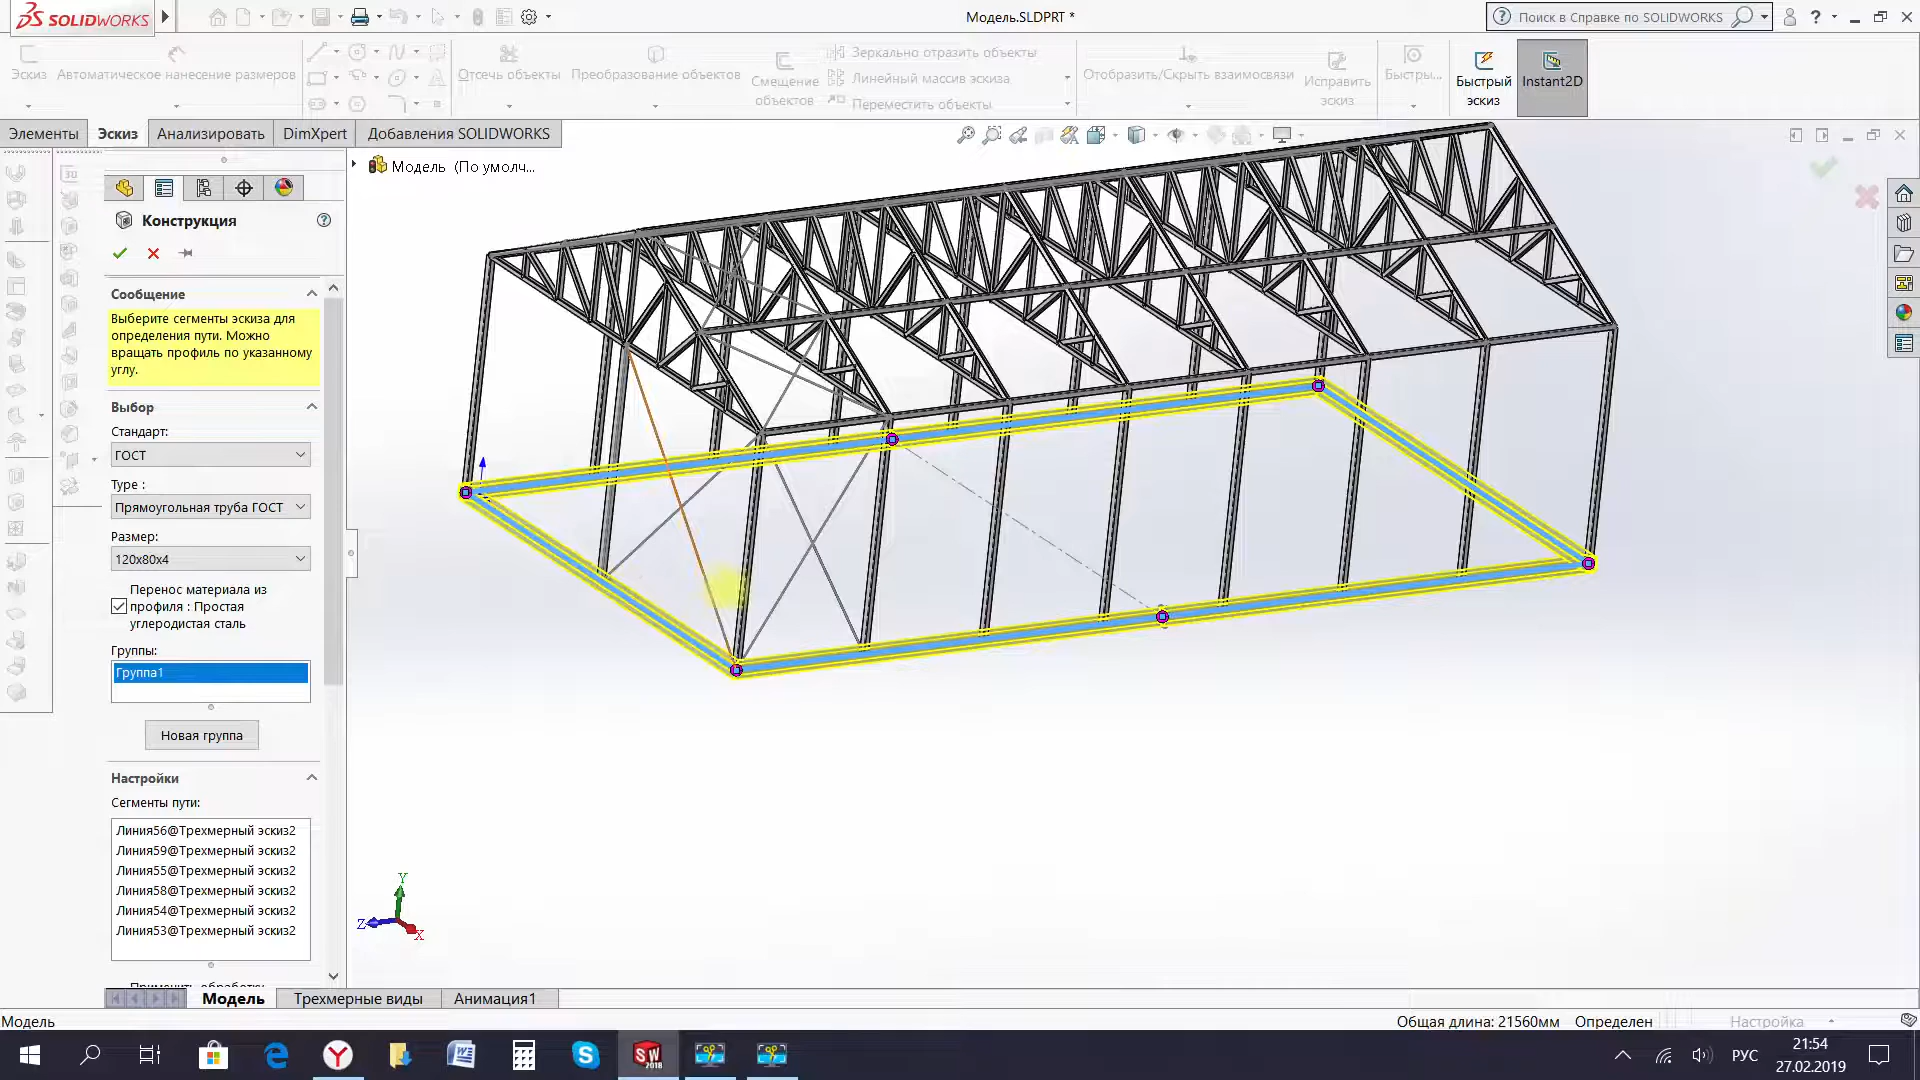 SOLIDWORKS
Модель.SLDPRT *
Поиск в Справке по SOLIDWORKS
Эскиз
Автоматическое нанесение размеров
Отсечь объекты
Преобразование объектов
Смещение объектов
Зеркально отразить объекты
Линейный массив эскиза
Переместить объекты
Отобразить/Скрыть взаимосвязи
Исправить эскиз
Быстры...
Быстрый эскиз
Instant2D
Элементы
Эскиз
Анализировать
DimXpert
Добавления SOLIDWORKS
Модель (По умолч...
Конструкция
Сообщение
Выберите сегменты эскиза для
определения пути. Можно
вращать профиль по указанному
углу.
Выбор
Стандарт:
ГОСТ
Type :
Прямоугольная труба ГОСТ
Размер:
120x80x4
Перенос материала из
профиля : Простая
углеродистая сталь
Группы:
Группа1
Новая группа
Настройки
Сегменты пути:
Линия56@Трехмерный эскиз2
Линия59@Трехмерный эскиз2
Линия55@Трехмерный эскиз2
Линия58@Трехмерный эскиз2
Линия54@Трехмерный эскиз2
Линия53@Трехмерный эскиз2
Y
Z
X
Модель
Трехмерные виды
Анимация1
Модель
Общая длина: 21560мм
Определен
Настройка
SW
2018
РУС
21:54
27.02.2019